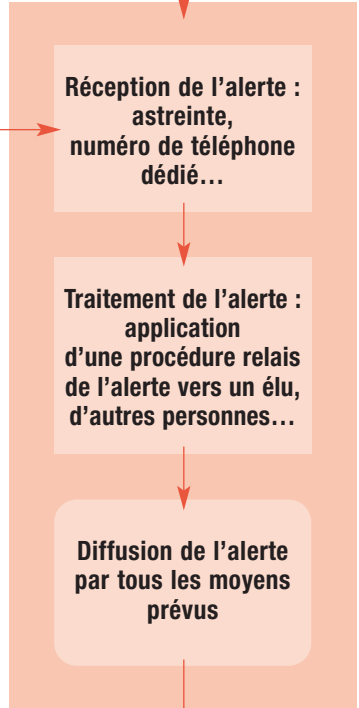 Réception de l’alerte :
astreinte,
numéro de téléphone
dédié…
Traitement de l’alerte :
application
d’une procédure relais
de l’alerte vers un élu,
d’autres personnes…
Diffusion de l’alerte
par tous les moyens
prévus